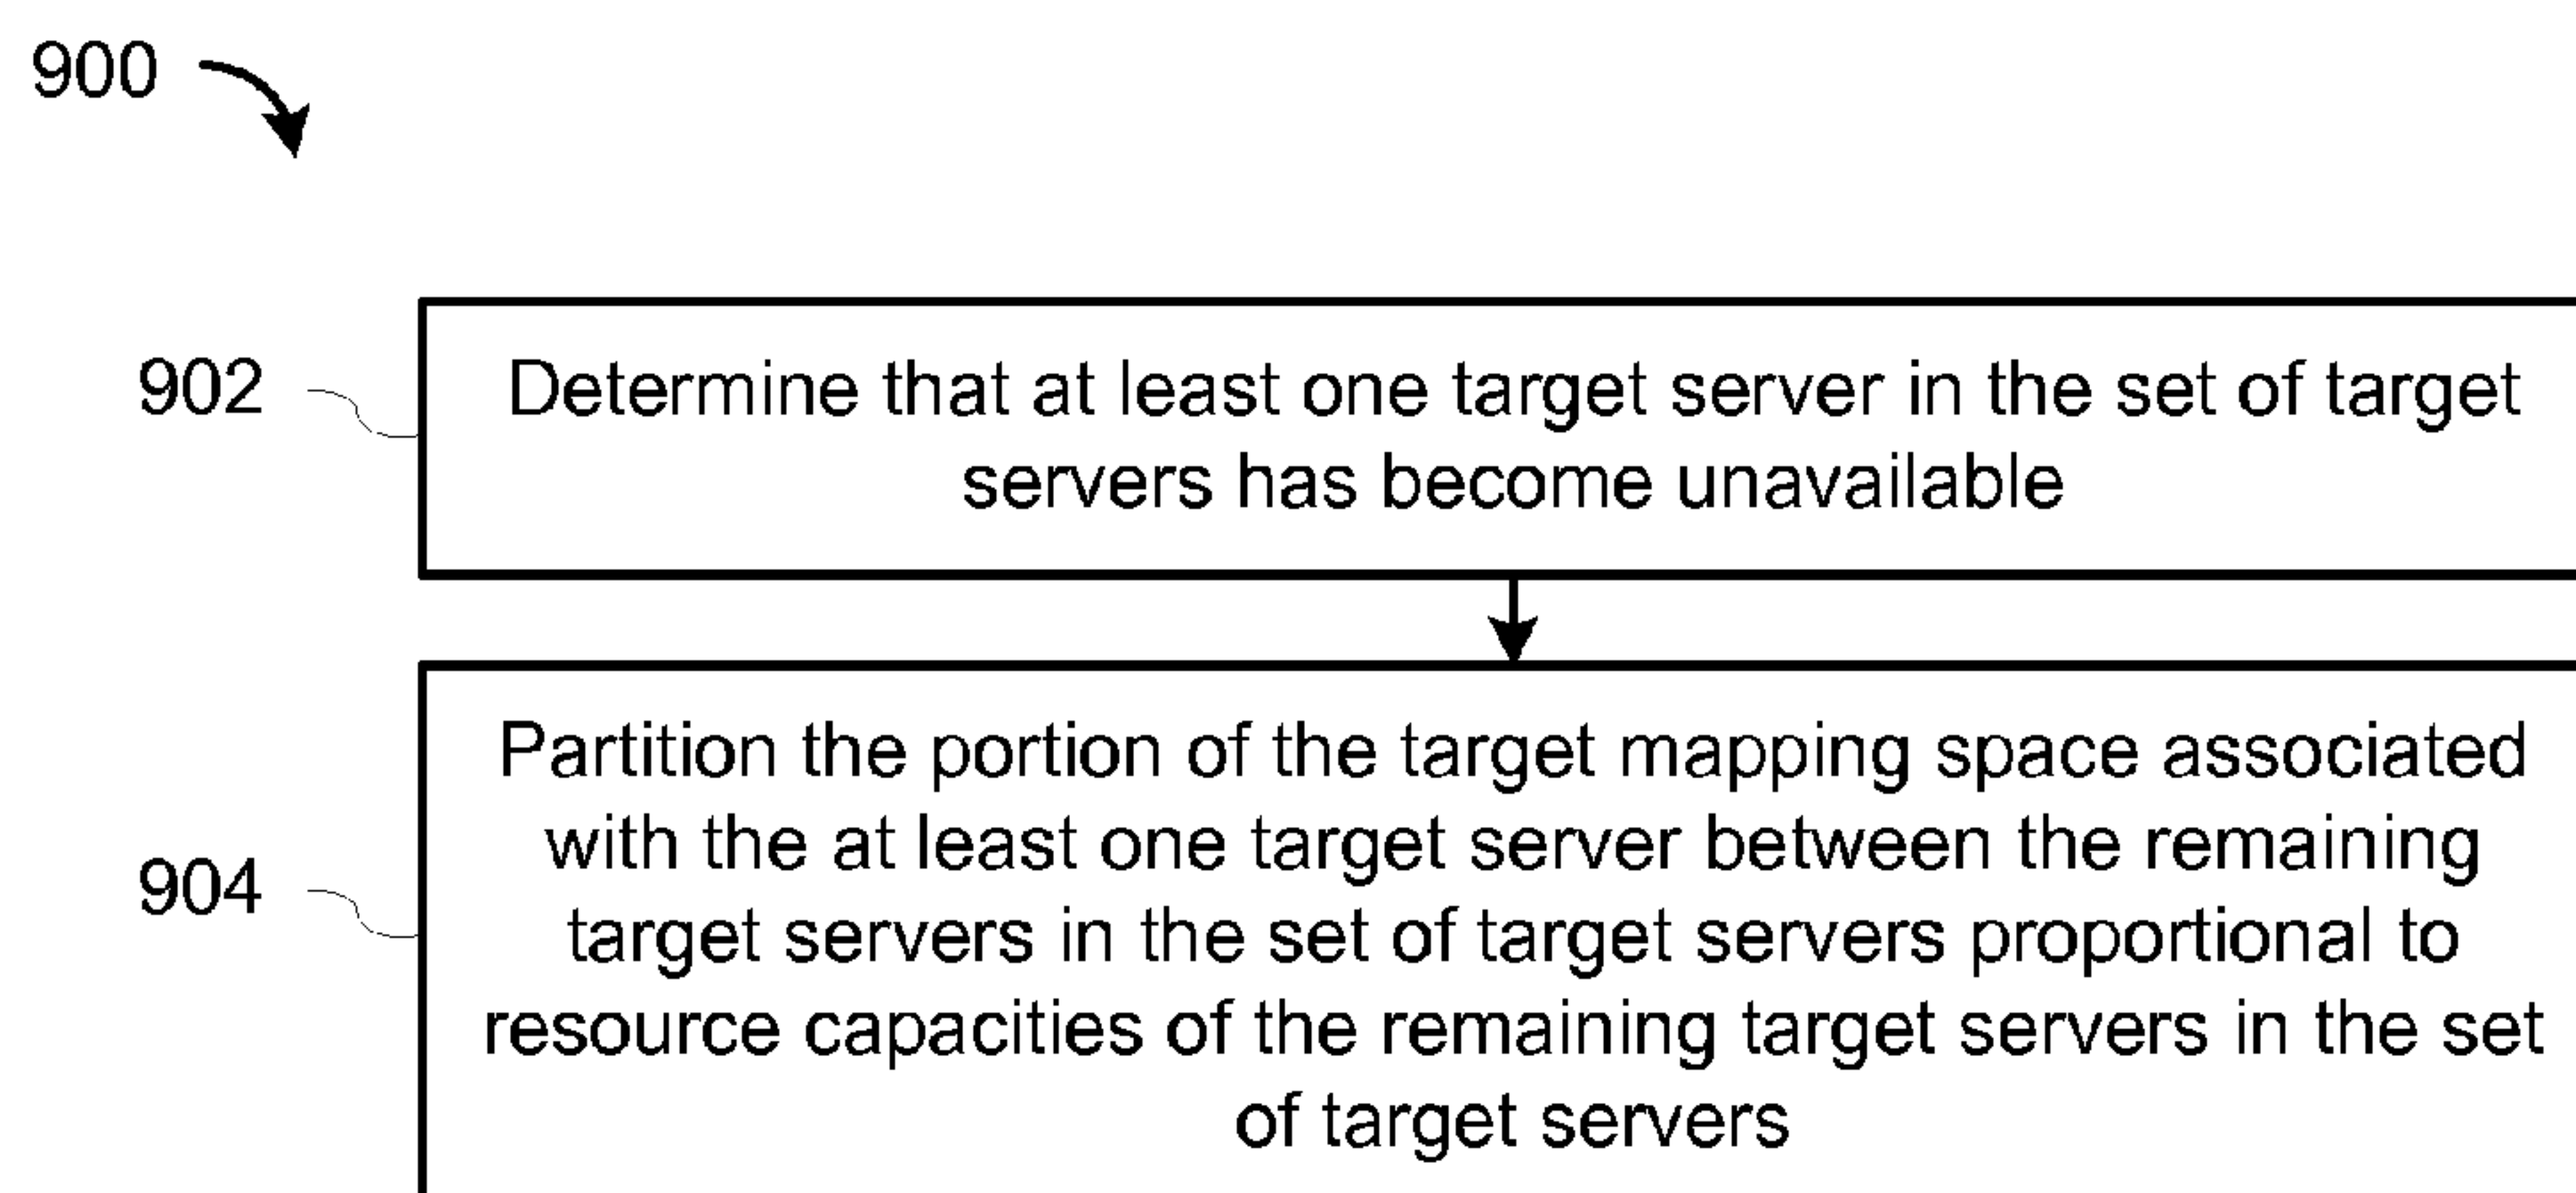 900
902
Determine that at least one target server in the set of target
servers has become unavailable
904
Partition the portion of the target mapping space associated
with the at least one target server between the remaining
target servers in the set of target servers proportional to
resource capacities of the remaining target servers in the set
of target servers